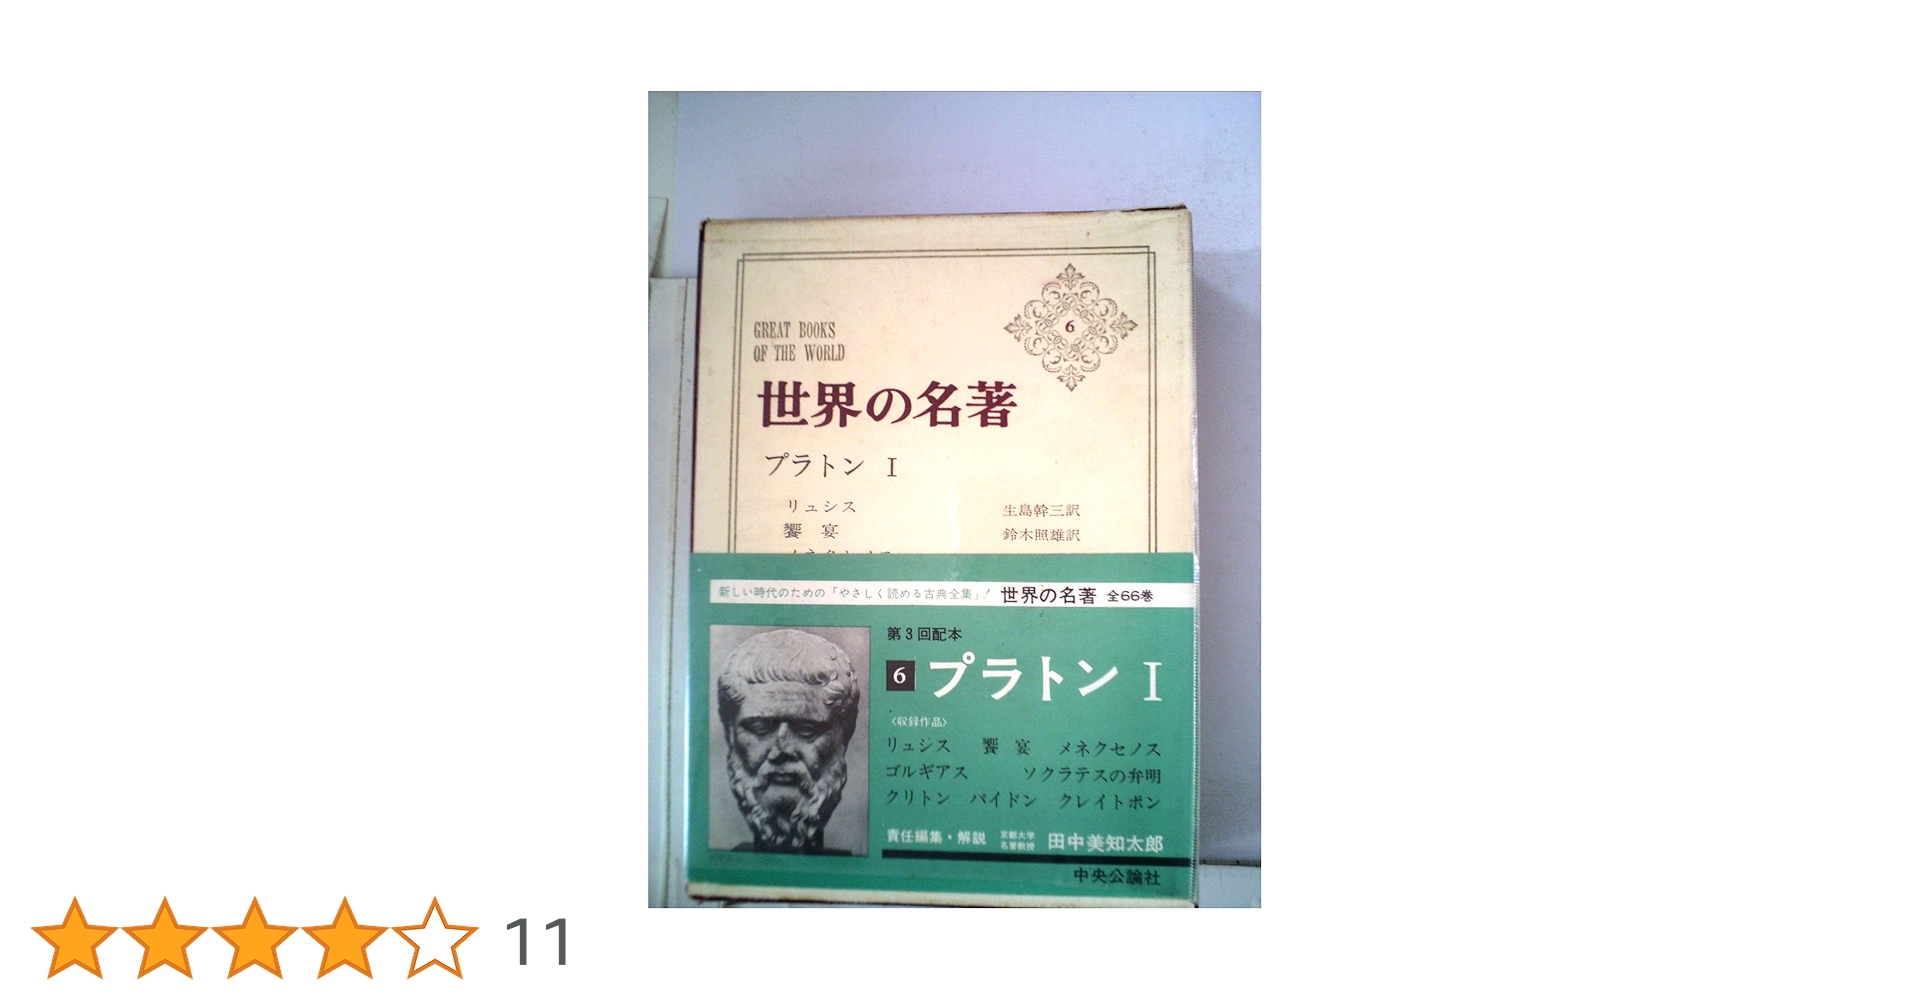 GREAT BOOKS
OF THE WORLD
6
世界の名著
プラトン I
リュシス 生島幹三訳
饗宴 鈴木照雄訳
新しい時代のための「やさしく読める古典全集」! 世界の名著 全66巻
第3回配本
6 プラトン I
〈収録作品〉
リュシス 饗宴 メネクセノス
ゴルギアス ソクラテスの弁明
クリトン パイドン クレイトポン
責任編集・解説 京都大学名誉教授 田中美知太郎
中央公論社
11